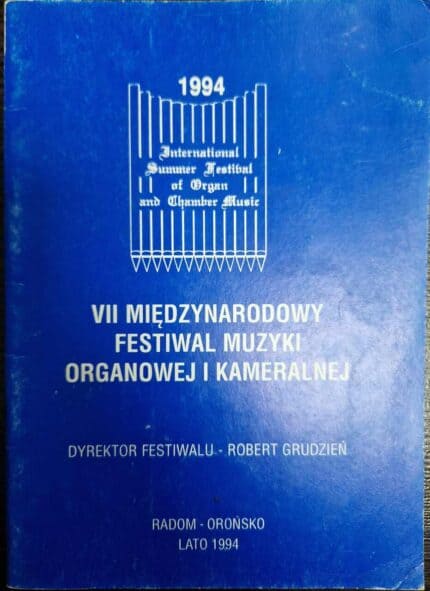 1994
International
Summer Festival
of Organ
and Chamber Music
VII MIĘDZYNARODOWY
FESTIWAL MUZYKI
ORGANOWEJ I KAMERALNEJ
DYREKTOR FESTIWALU - ROBERT GRUDZIEŃ
RADOM - OROŃSKO
LATO 1994